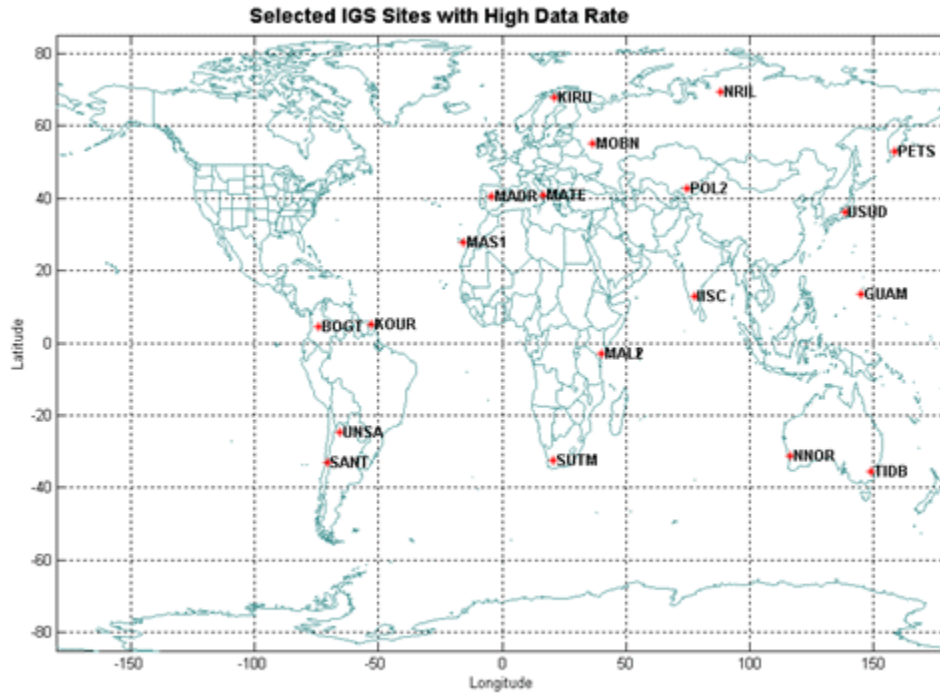 Selected IGS Sites with High Data Rate
80
60
40
20
0
-20
-40
-60
-80
Latitude
KIRU
NRIL
MOBN
PETS
POL2
MADR
MATE
USUD
MAS1
IISC
GUAM
BOGT
KOUR
MAL2
UNSA
SANT
SUTM
NNOR
TIDB
-150
-100
-50
0
50
100
150
Longitude